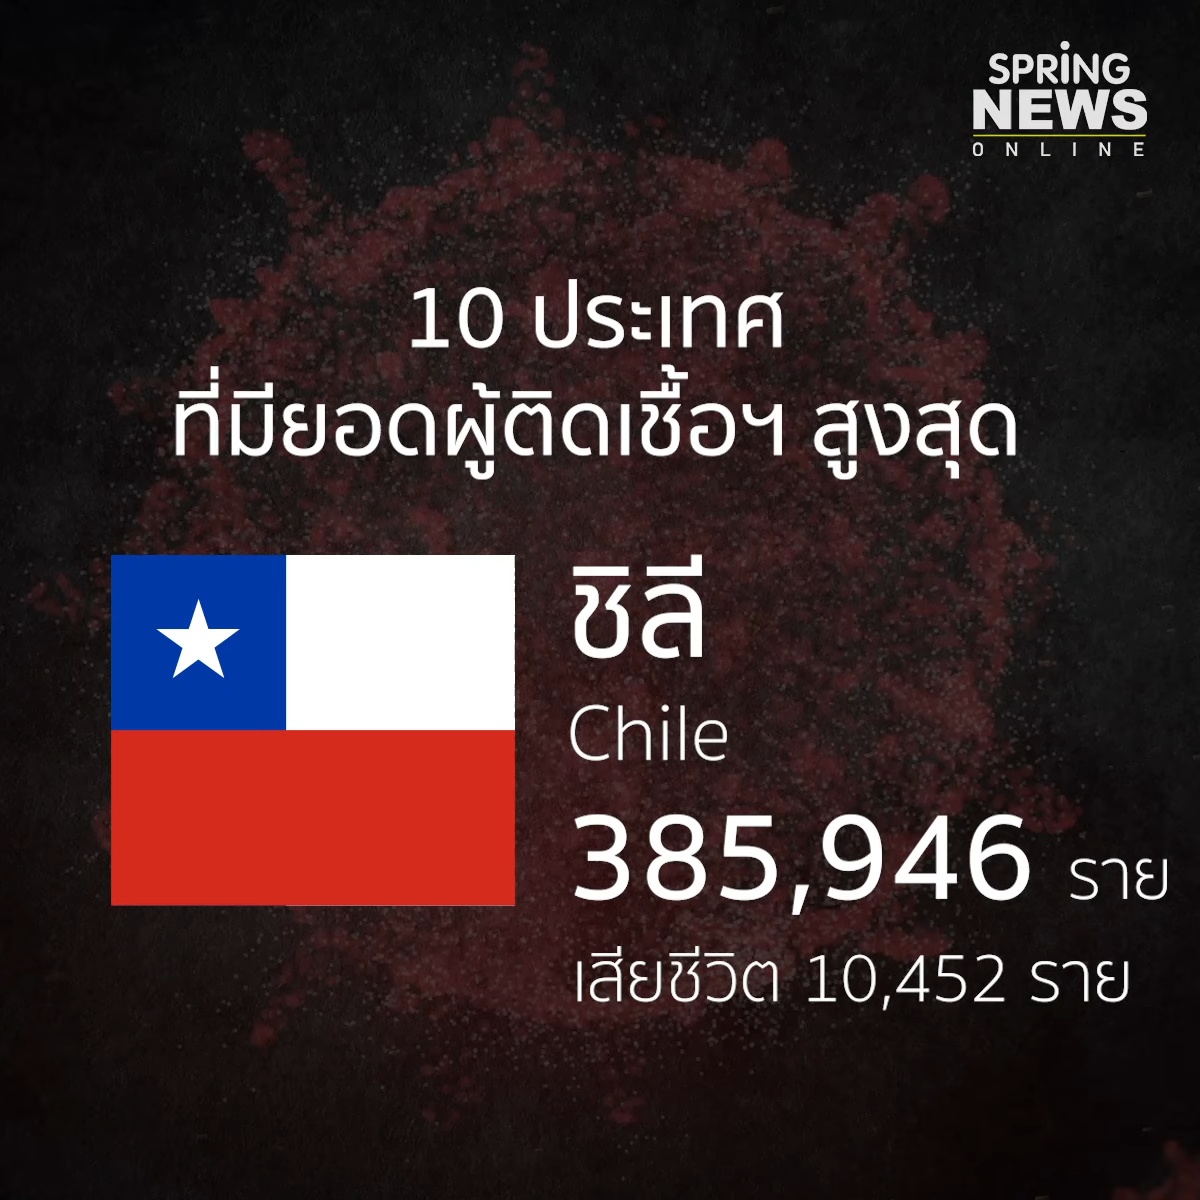 SPRiNG
NEWS
ONLINE
10 ประเทศ
ที่มียอดผู้ติดเชื้อฯ สูงสุด
ชิลี
Chile
385,946 ราย
เสียชีวิต 10,452 ราย